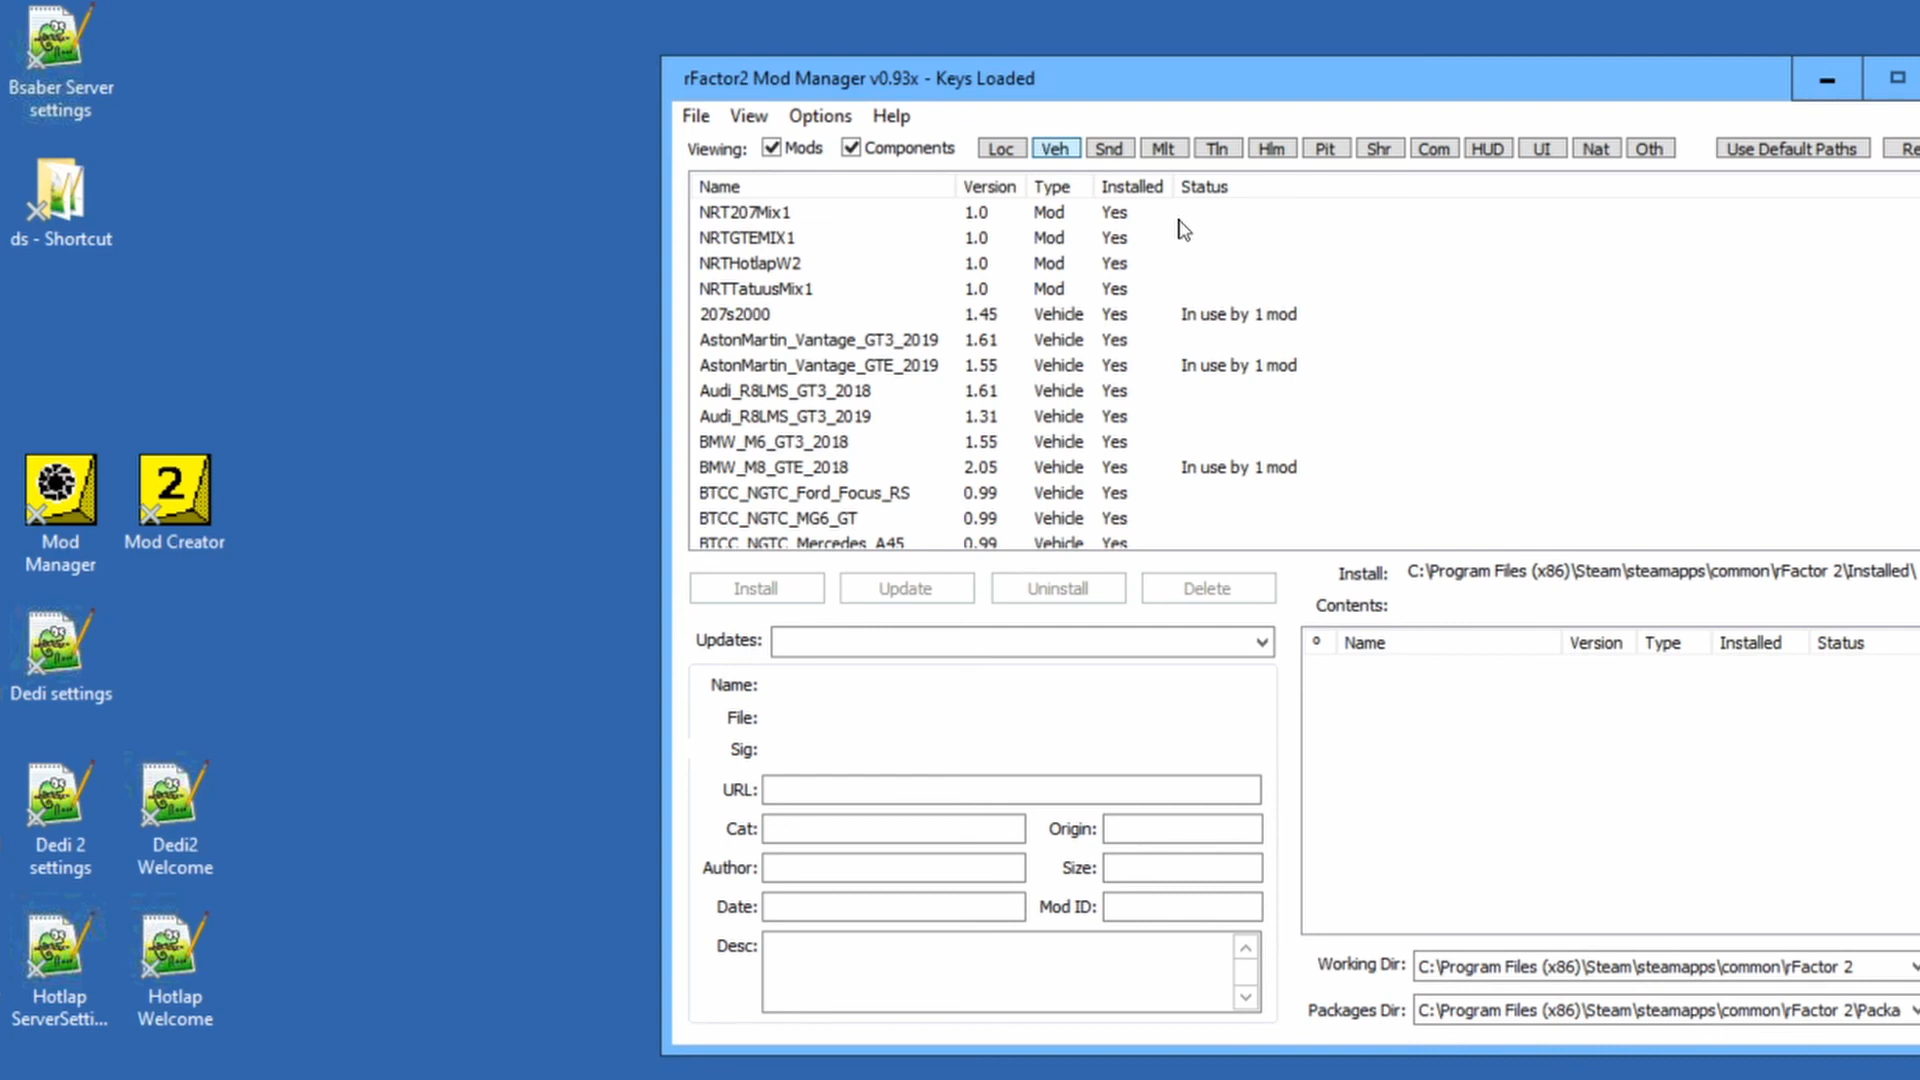 Bsaber Server
settings
ds - Shortcut
Mod
Manager
Mod Creator
2
Dedi settings
Dedi 2
settings
Dedi2
Welcome
Hotlap
ServerSetti...
Hotlap
Welcome
rFactor2 Mod Manager v0.93x - Keys Loaded
File View Options Help
Viewing: Mods Components Loc Veh Snd Mlt Tln Hlm Pit Shr Com HUD UI Nat Oth Use Default Paths Re
Name Version Type Installed Status
NRT207Mix1 1.0 Mod Yes
NRTGTEMIX1 1.0 Mod Yes
NRTHotlapW2 1.0 Mod Yes
NRTTatuusMix1 1.0 Mod Yes
207s2000 1.45 Vehicle Yes In use by 1 mod
AstonMartin_Vantage_GT3_2019 1.61 Vehicle Yes
AstonMartin_Vantage_GTE_2019 1.55 Vehicle Yes In use by 1 mod
Audi_R8LMS_GT3_2018 1.61 Vehicle Yes
Audi_R8LMS_GT3_2019 1.31 Vehicle Yes
BMW_M6_GT3_2018 1.55 Vehicle Yes
BMW_M8_GTE_2018 2.05 Vehicle Yes In use by 1 mod
BTCC_NGTC_Ford_Focus_RS 0.99 Vehicle Yes
BTCC_NGTC_MG6_GT 0.99 Vehicle Yes
BTCC_NGTC_Mercedes_A45 0.99 Vehicle Yes
Install Update Uninstall Delete
Updates:
Name:
File:
Sig:
URL:
Cat: Origin:
Author: Size:
Date: Mod ID:
Desc:
Install: C:\Program Files (x86)\Steam\steamapps\common\rFactor 2\Installed\
Contents:
° Name Version Type Installed Status
Working Dir: C:\Program Files (x86)\Steam\steamapps\common\rFactor 2
Packages Dir: C:\Program Files (x86)\Steam\steamapps\common\rFactor 2\Packa